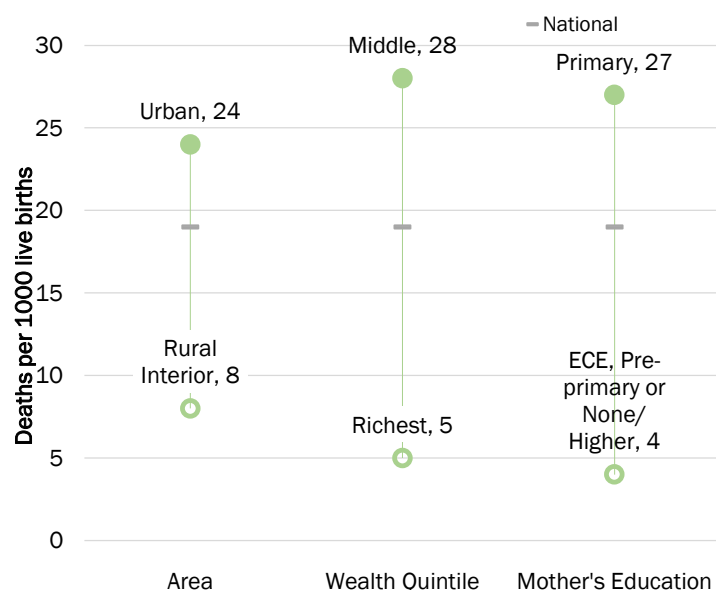 National
30
25
20
15
10
5
0
Deaths per 1000 live births
Urban, 24
Rural
Interior, 8
Middle, 28
Richest, 5
Primary, 27
ECE, Pre-
primary or
None/
Higher, 4
Area
Wealth Quintile
Mother's Education